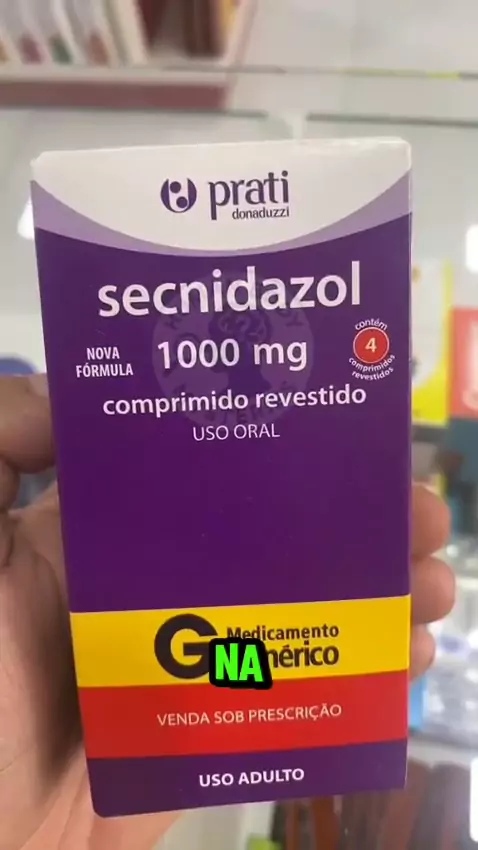 prati
donaduzzi
secnidazol
NOVA
FÓRMULA
1000 mg
contém
4
comprimidos
revestidos
comprimido revestido
USO ORAL
G
Medicamento
NA
VENDA SOB PRESCRIÇÃO
USO ADULTO